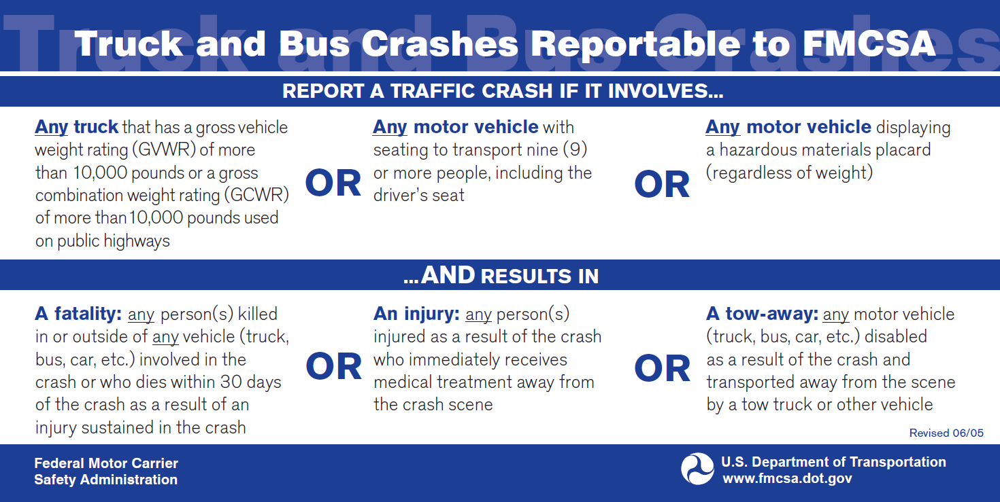 Truck and Bus Crashes
Truck and Bus Crashes Reportable to FMCSA
REPORT A TRAFFIC CRASH IF IT INVOLVES...
Any truck that has a gross vehicle
weight rating (GVWR) of more
than 10,000 pounds or a gross
combination weight rating (GCWR)
of more than 10,000 pounds used
on public highways
OR
Any motor vehicle with
seating to transport nine (9)
or more people, including the
driver's seat
OR
Any motor vehicle displaying
a hazardous materials placard
(regardless of weight)
...AND RESULTS IN
A fatality: any person(s) killed
in or outside of any vehicle (truck,
bus, car, etc.) involved in the
crash or who dies within 30 days
of the crash as a result of an
injury sustained in the crash
OR
An injury: any person(s)
injured as a result of the crash
who immediately receives
medical treatment away from
the crash scene
OR
A tow-away: any motor vehicle
(truck, bus, car, etc.) disabled
as a result of the crash and
transported away from the scene
by a tow truck or other vehicle
Revised 06/05
Federal Motor Carrier
Safety Administration
U.S. Department of Transportation
www.fmcsa.dot.gov